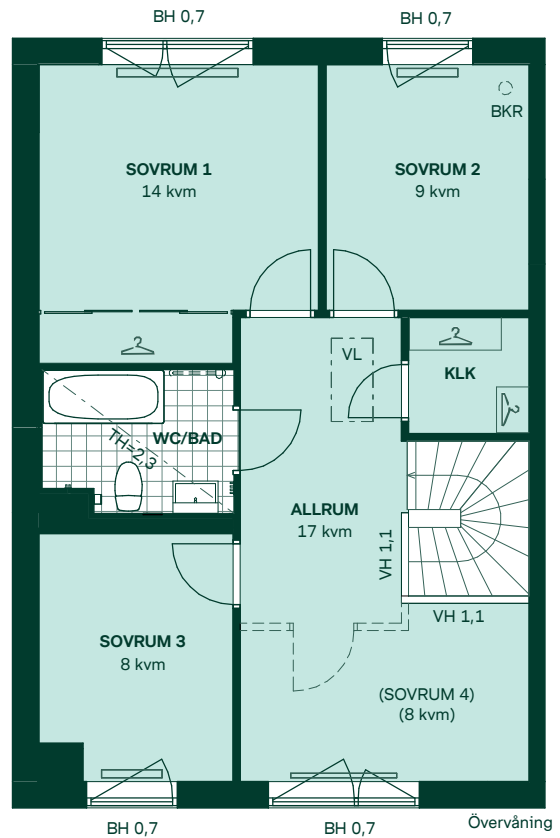 BH 0,7
BH 0,7
BKR
SOVRUM 1
14 kvm
SOVRUM 2
9 kvm
VL
KLK
TH=2,3
WC/BAD
ALLRUM
17 kvm
VH 1,1
VH 1,1
SOVRUM 3
8 kvm
(SOVRUM 4)
(8 kvm)
BH 0,7
BH 0,7
Övervåning